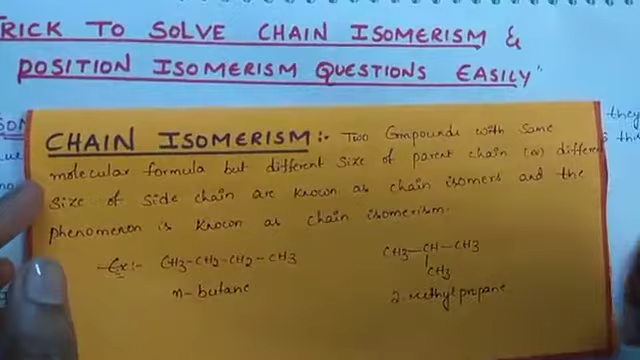 TRICK TO SOLVE CHAIN ISOMERISM &
POSITION ISOMERISM QUESTIONS EASILY"
they
CHAIN ISOMERISM :- Two Compounds with same
molecular formula but different size of parent chain (or) different
size of side chain are known as chain isomers and the
phenomenon is known as chain isomerism.
Ex:- CH3-CH2-CH2-CH3 CH3-CH-CH3
CH3
n-butane 2-methylpropane